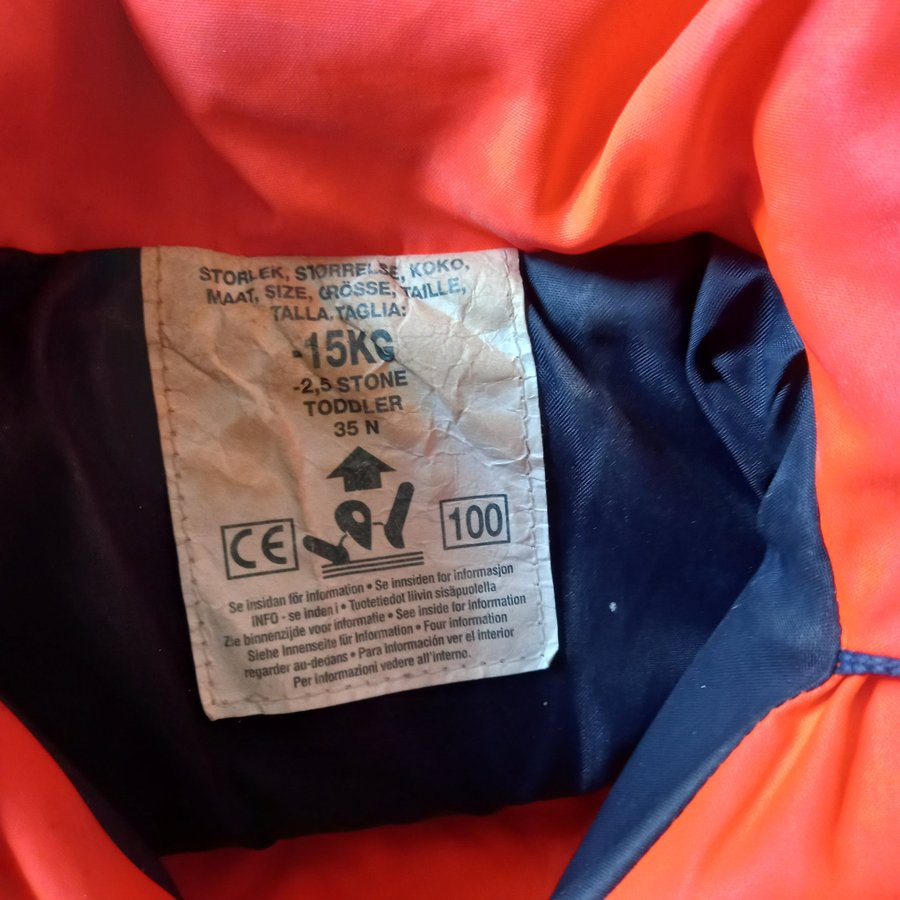 STORLEK, STØRRELSE, KOKO,
MAAT, SIZE, GRÖSSE, TAILLE,
TALLA, TAGLIA:
-15KG
-2,5 STONE
TODDLER
35 N
CE
100
Se insidan för information • Se innsiden for informasjon
INFO - se inden i • Tuotetiedot liivin sisäpuolella
Zie binnenzijde voor informatie • See inside for information
Siehe Innenseite für Information • Four information
regarder au-dedans • Para Información ver el interior
Per informazioni vedere all'interno.